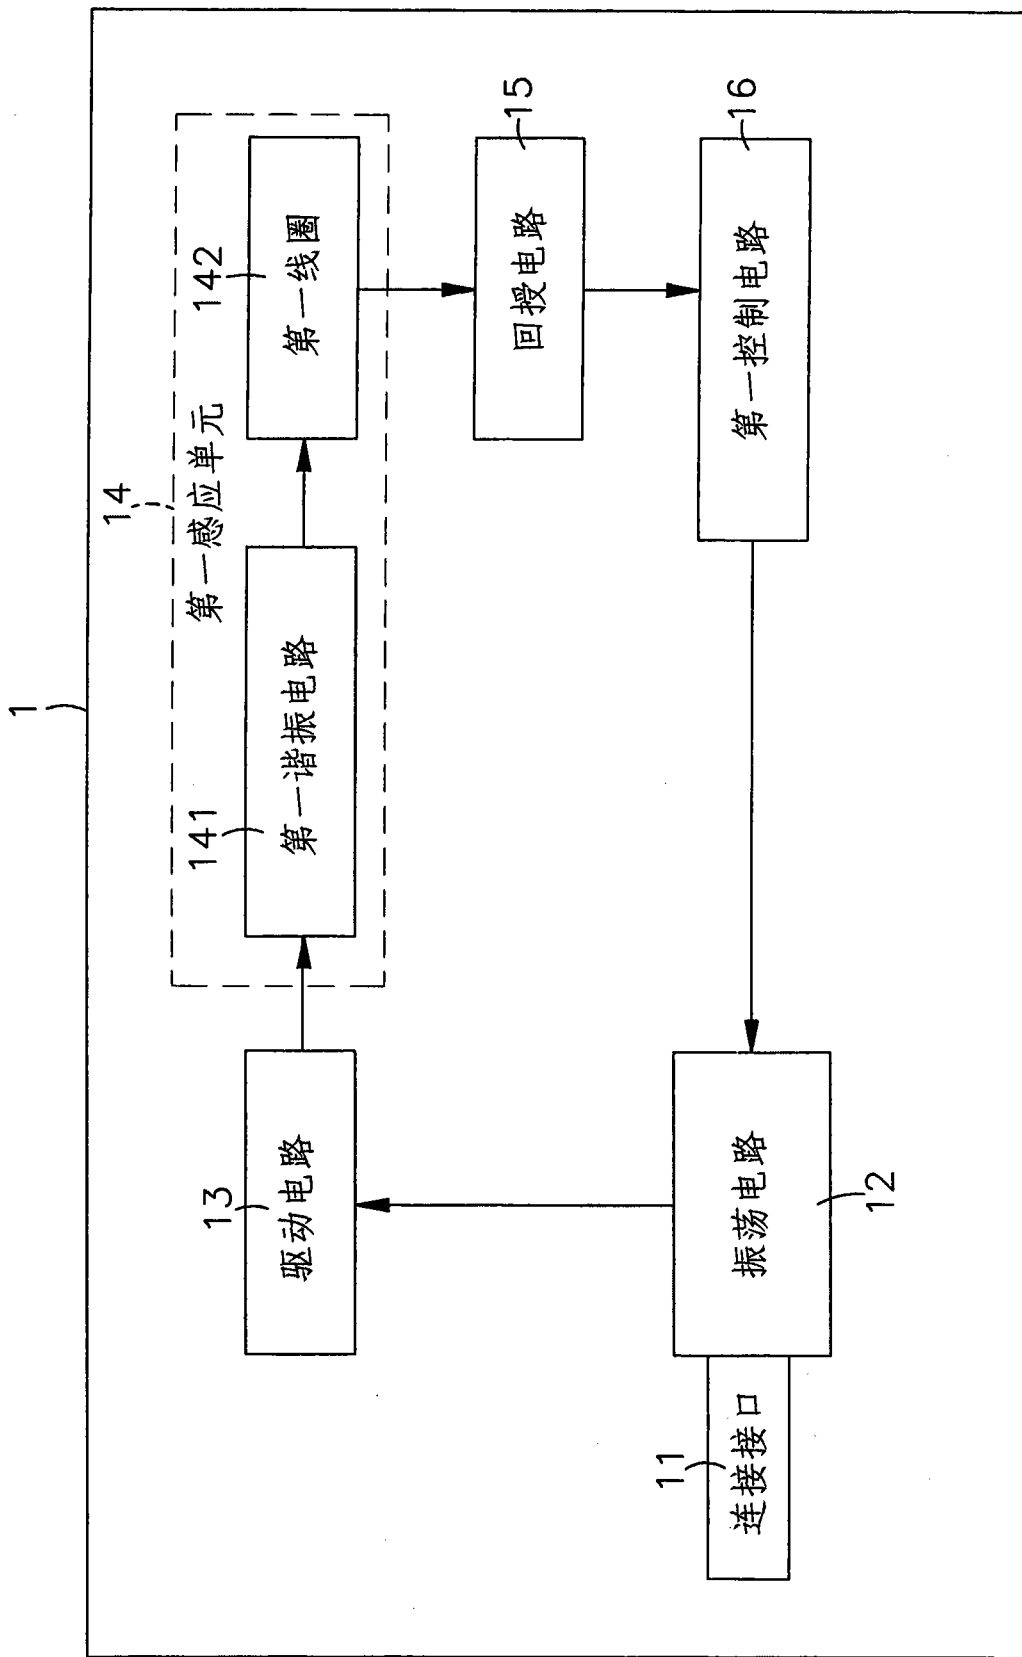 1
14
第一感应单元
141
第一谐振电路
142
第一线圈
13
驱动电路
15
回授电路
16
第一控制电路
12
振荡电路
11
连接接口